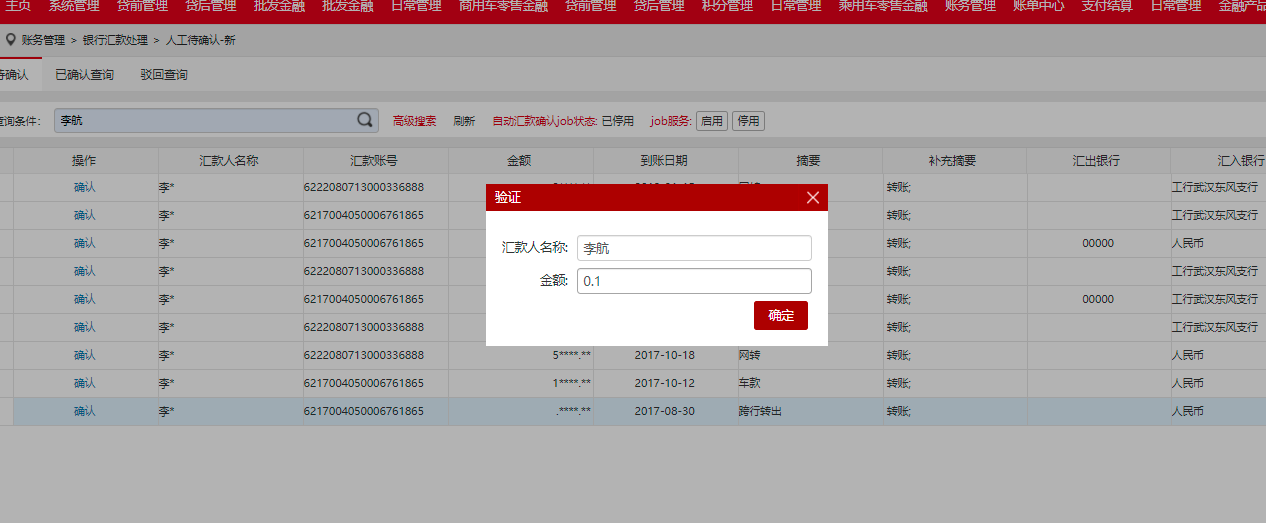 主页 系统管理 贷前管理 贷后管理 批发金融 批发金融 日常管理 商用车零售金融 贷前管理 贷后管理 积分管理 日常管理 乘用车零售金融 账务管理 账单中心 支付结算 日常管理 金融产品
账务管理 > 银行汇款处理 > 人工待确认-新
待确认 已确认查询 驳回查询
查询条件: 李航 高级搜索 刷新 自动汇款确认job状态: 已停用 job服务: 启用 停用
操作 汇款人名称 汇款账号 金额 到账日期 摘要 补充摘要 汇出银行 汇入银行
确认 李* 6222080713000336888 转账; 工行武汉东风支行
确认 李* 6217004050006761865 转账; 工行武汉东风支行
确认 李* 6217004050006761865 转账; 00000 人民币
确认 李* 6222080713000336888 转账; 工行武汉东风支行
确认 李* 6217004050006761865 转账; 00000 工行武汉东风支行
确认 李* 6222080713000336888 转账; 工行武汉东风支行
确认 李* 6222080713000336888 5****.** 2017-10-18 网转 转账; 人民币
确认 李* 6217004050006761865 1****.** 2017-10-12 车款 转账; 人民币
确认 李* 6217004050006761865 .****.** 2017-08-30 跨行转出 转账; 人民币
验证
汇款人名称: 李航
金额: 0.1
确定